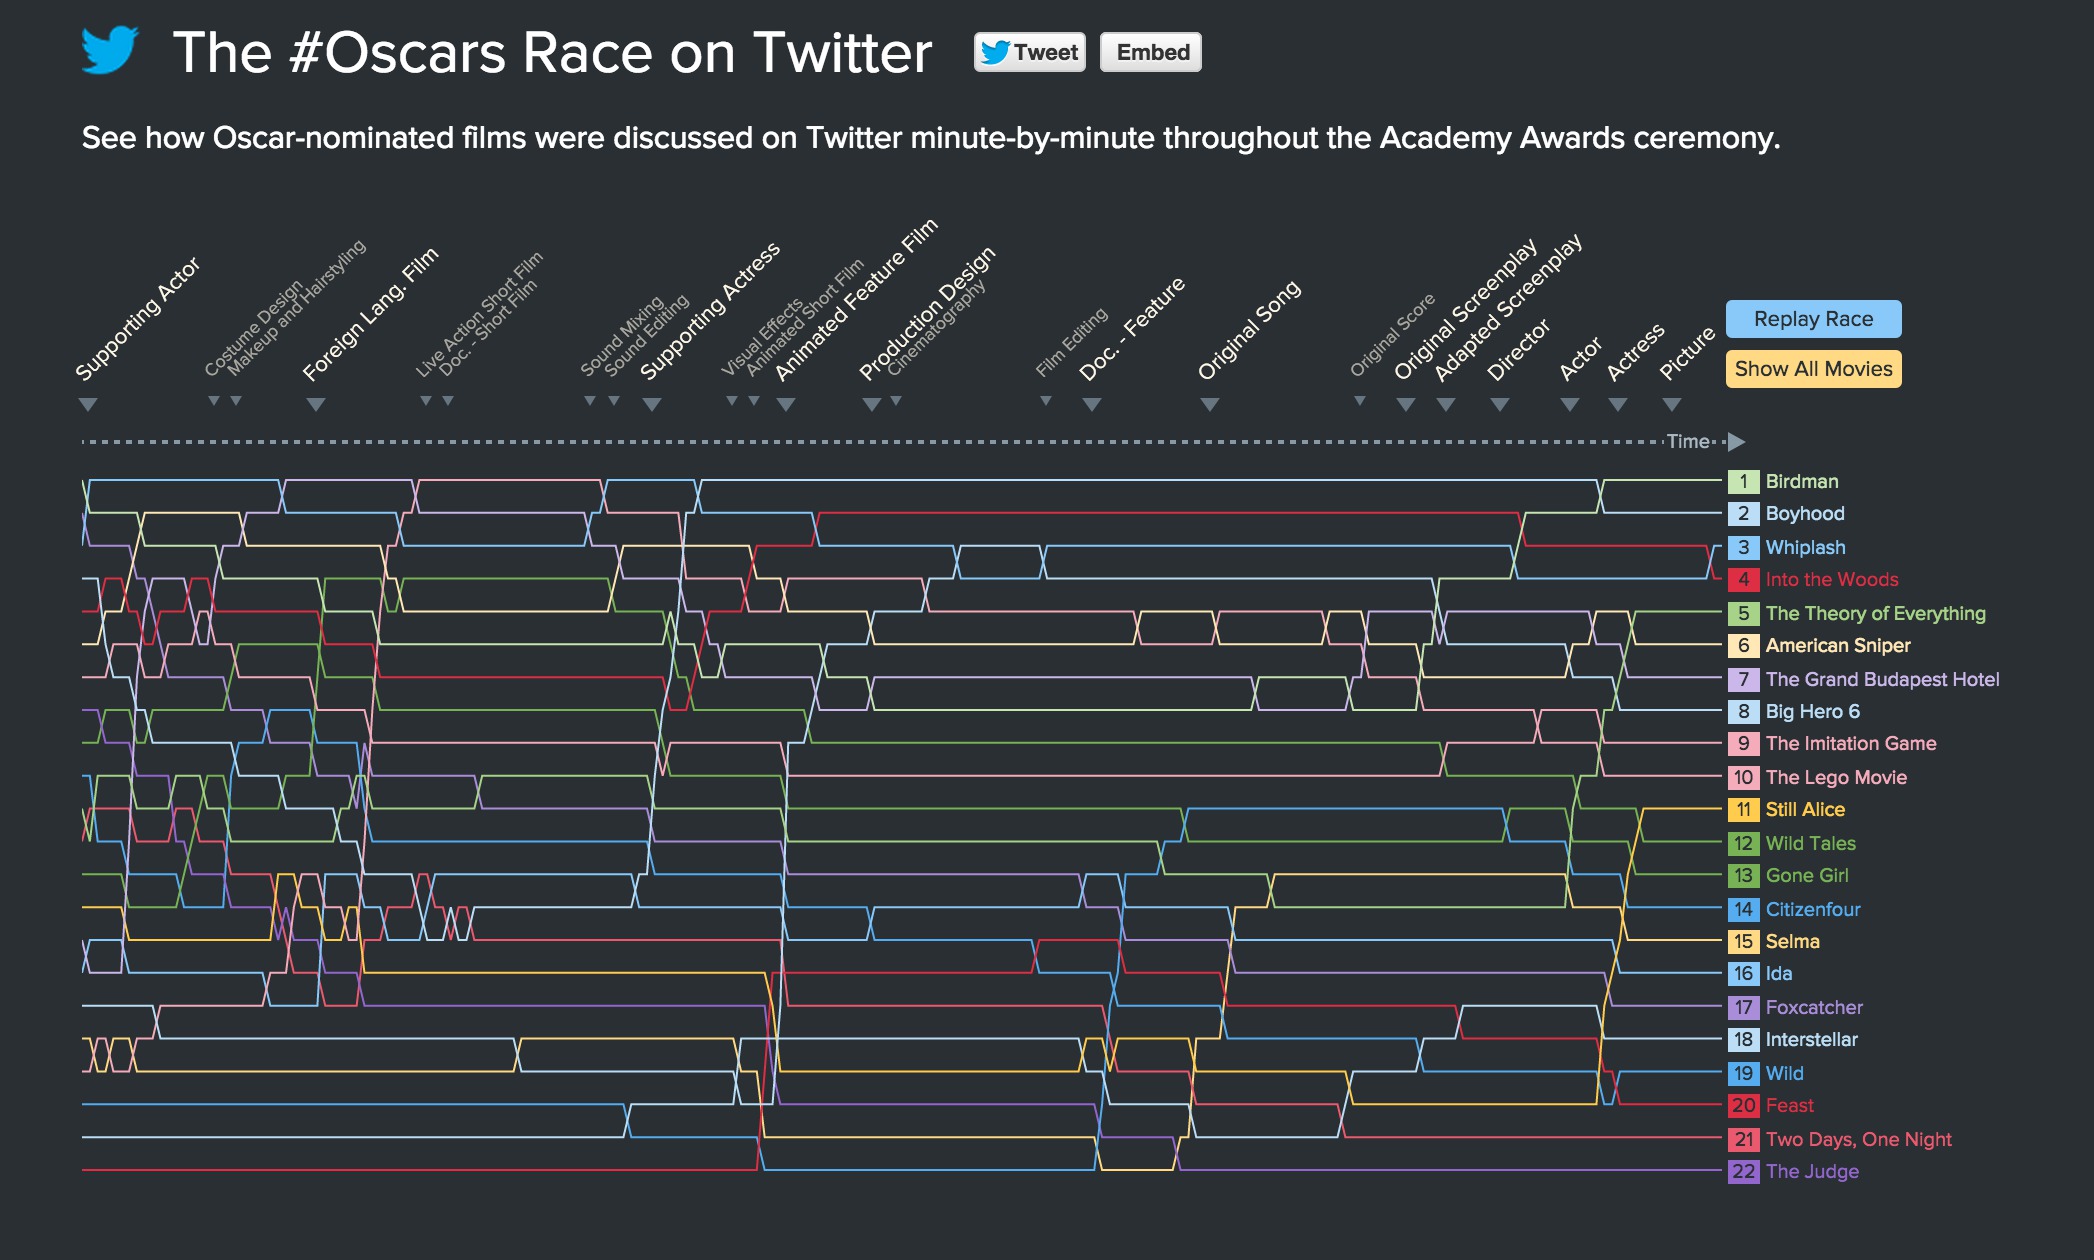 The #Oscars Race on Twitter
Tweet
Embed
See how Oscar-nominated films were discussed on Twitter minute-by-minute throughout the Academy Awards ceremony.
Supporting Actor
Costume Design
Makeup and Hairstyling
Foreign Lang. Film
Live Action Short Film
Doc. - Short Film
Sound Mixing
Sound Editing
Supporting Actress
Visual Effects
Animated Short Film
Animated Feature Film
Production Design
Cinematography
Film Editing
Doc. - Feature
Original Song
Original Score
Original Screenplay
Adapted Screenplay
Director
Actor
Actress
Picture
Replay Race
Show All Movies
Time
1 Birdman
2 Boyhood
3 Whiplash
4 Into the Woods
5 The Theory of Everything
6 American Sniper
7 The Grand Budapest Hotel
8 Big Hero 6
9 The Imitation Game
10 The Lego Movie
11 Still Alice
12 Wild Tales
13 Gone Girl
14 Citizenfour
15 Selma
16 Ida
17 Foxcatcher
18 Interstellar
19 Wild
20 Feast
21 Two Days, One Night
22 The Judge